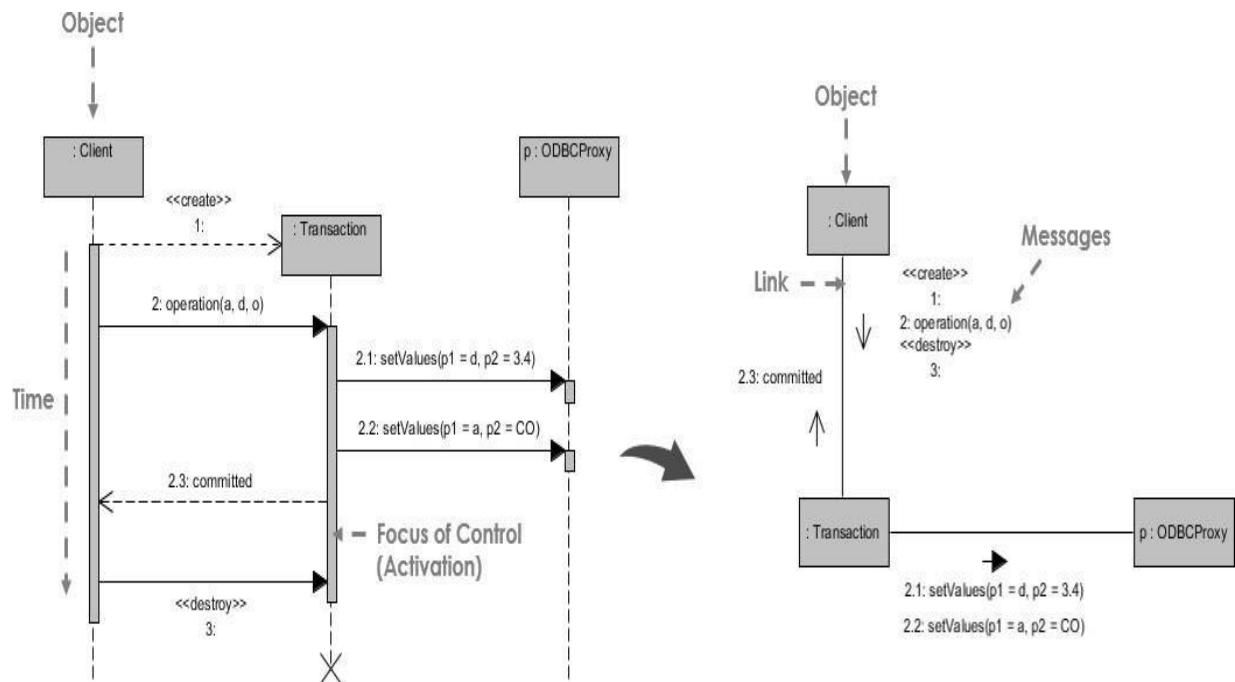 Object
: Client
p : ODBCProxy
<<create>>
1:
: Transaction
2: operation(a, d, o)
2.1: setValues(p1 = d, p2 = 3.4)
Time
2.2: setValues(p1 = a, p2 = CO)
2.3: committed
Focus of Control
(Activation)
<<destroy>>
3:
Object
: Client
Messages
Link
<<create>>
1:
2: operation(a, d, o)
<<destroy>>
3:
2.3: committed
: Transaction
p : ODBCProxy
2.1: setValues(p1 = d, p2 = 3.4)
2.2: setValues(p1 = a, p2 = CO)